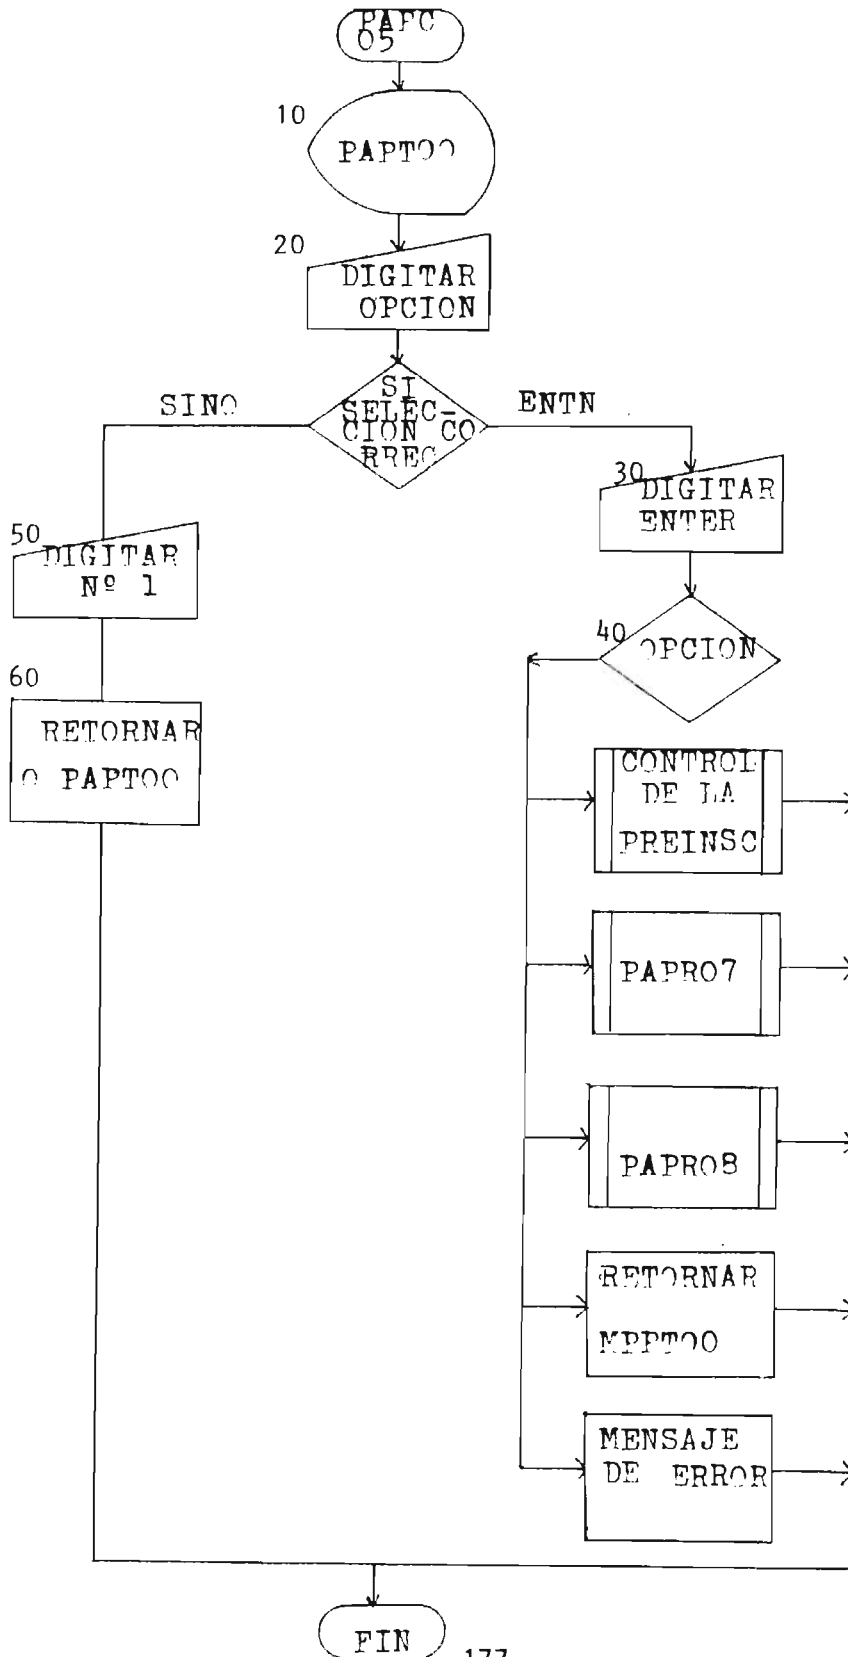 PAPC
05
10
PAPT00
20
DIGITAR
OPCION
SI
SELEC-
CION CO
RREC
SINO
ENTN
30
DIGITAR
ENTER
50
DIGITAR
Nº 1
40
OPCION
60
RETORNAR
O PAPT00
CONTROL
DE LA
PREINSC
PAPR07
PAPR08
RETORNAR
MPPT00
MENSAJE
DE ERROR
FIN
177